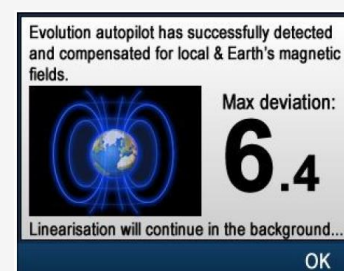 Evolution autopilot has successfully detected
and compensated for local & Earth's magnetic
fields.
Max deviation:
6.4
Linearisation will continue in the background...
OK